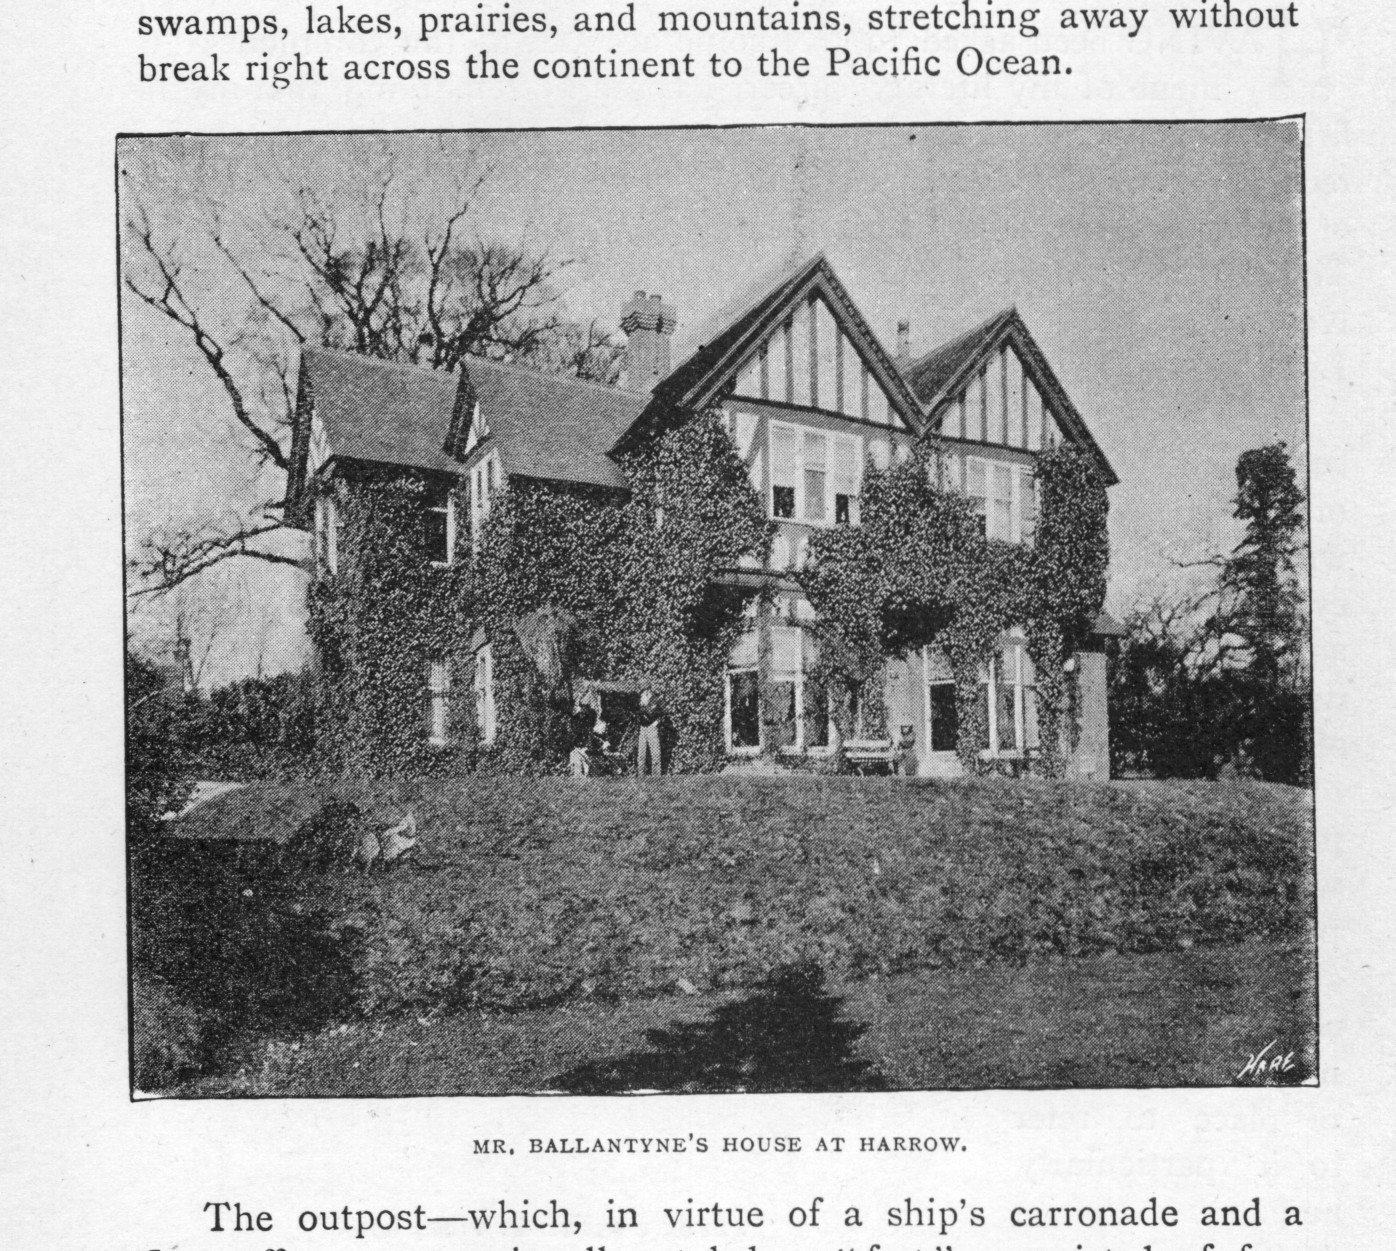 swamps, lakes, prairies, and mountains, stretching away without
break right across the continent to the Pacific Ocean.
HARE
MR. BALLANTYNE'S HOUSE AT HARROW.
The outpost—which, in virtue of a ship's carronade and a